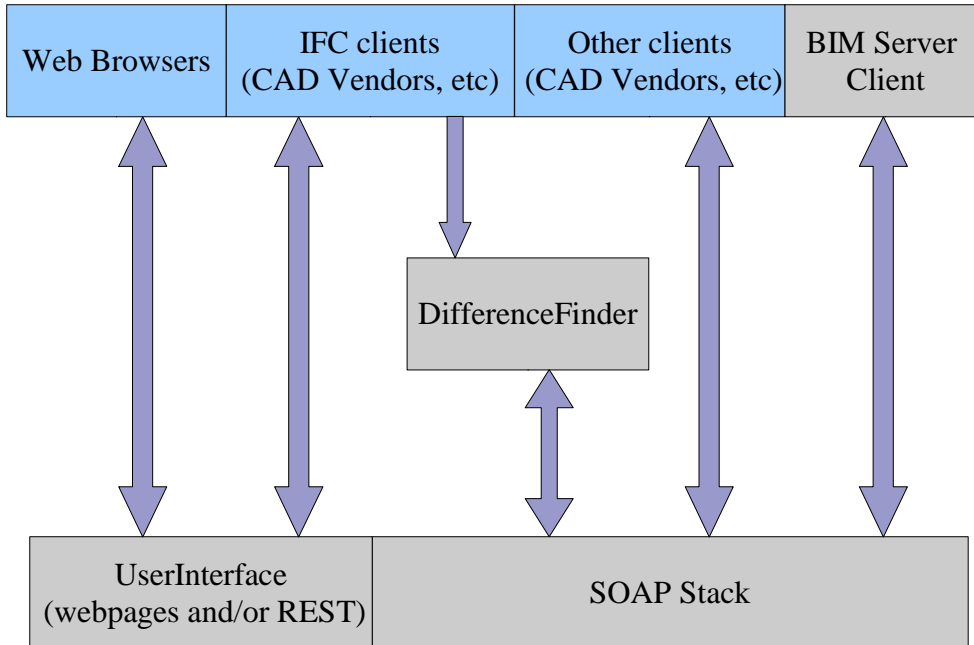 Web Browsers
IFC clients
(CAD Vendors, etc)
Other clients
(CAD Vendors, etc)
BIM Server
Client
DifferenceFinder
UserInterface
(webpages and/or REST)
SOAP Stack